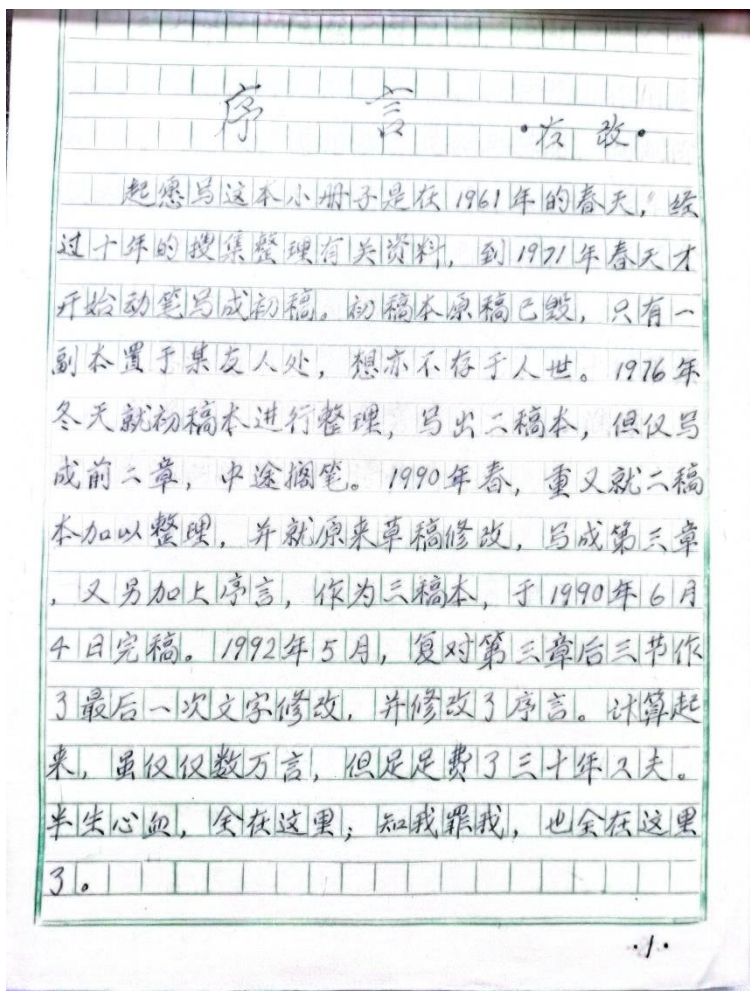 序 言
·右改·
起愿写这本小册子是在1961年的春天，经
过十年的搜集整理有关资料，到1971年春天才
开始动笔写成初稿。初稿本原稿已毁，只有一
副本置于某友人处，想亦不存于人世。1976年
冬天就初稿本进行整理，写出二稿本，但仅写
成前二章，中途搁笔。1990年春，重又就二稿
本加以整理，并就原来草稿修改，写成第三章
，又另加上序言，作为三稿本，于1990年6月
4日完稿。1992年5月，复对第三章后三节作
了最后一次文字修改，并修改了序言。计算起
来，虽仅仅数万言，但足足费了三十年工夫。
半生心血，全在这里；知我罪我，也全在这里
了。
·1·